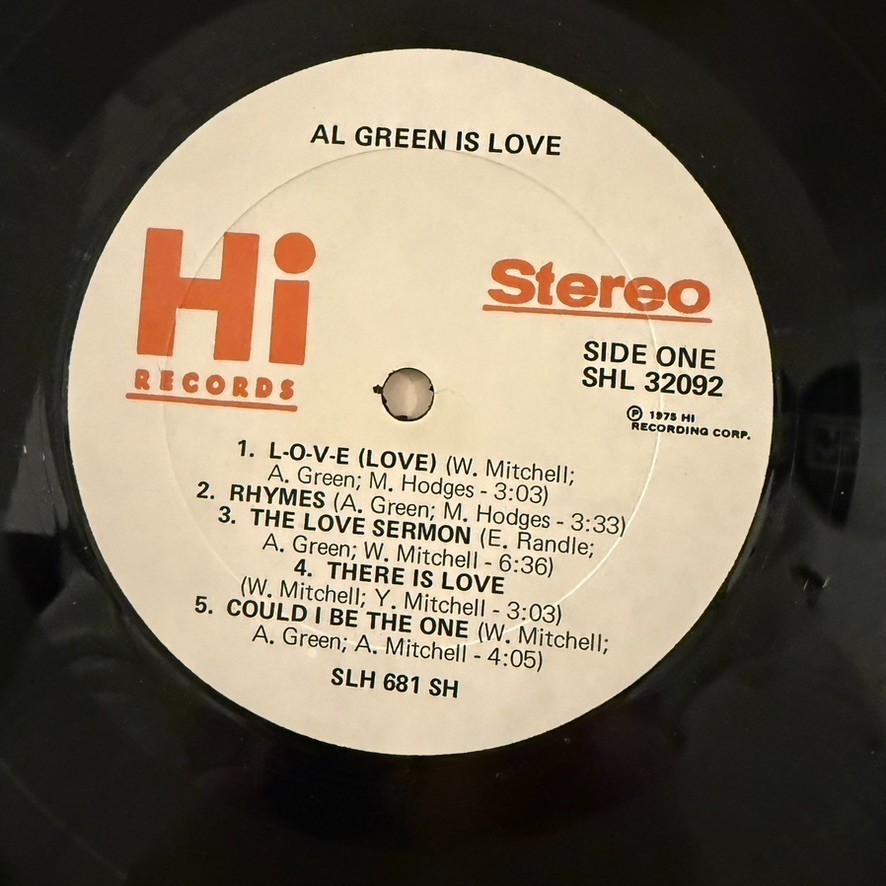 AL GREEN IS LOVE
Hi
RECORDS
Stereo
SIDE ONE
SHL 32092
℗ 1975 HI
RECORDING CORP.
1. L-O-V-E (LOVE) (W. Mitchell;
A. Green; M. Hodges - 3:03)
2. RHYMES (A. Green; M. Hodges - 3:33)
3. THE LOVE SERMON (E. Randle;
A. Green; W. Mitchell - 6:36)
4. THERE IS LOVE
(W. Mitchell; Y. Mitchell - 3:03)
5. COULD I BE THE ONE (W. Mitchell;
A. Green; A. Mitchell - 4:05)
SLH 681 SH